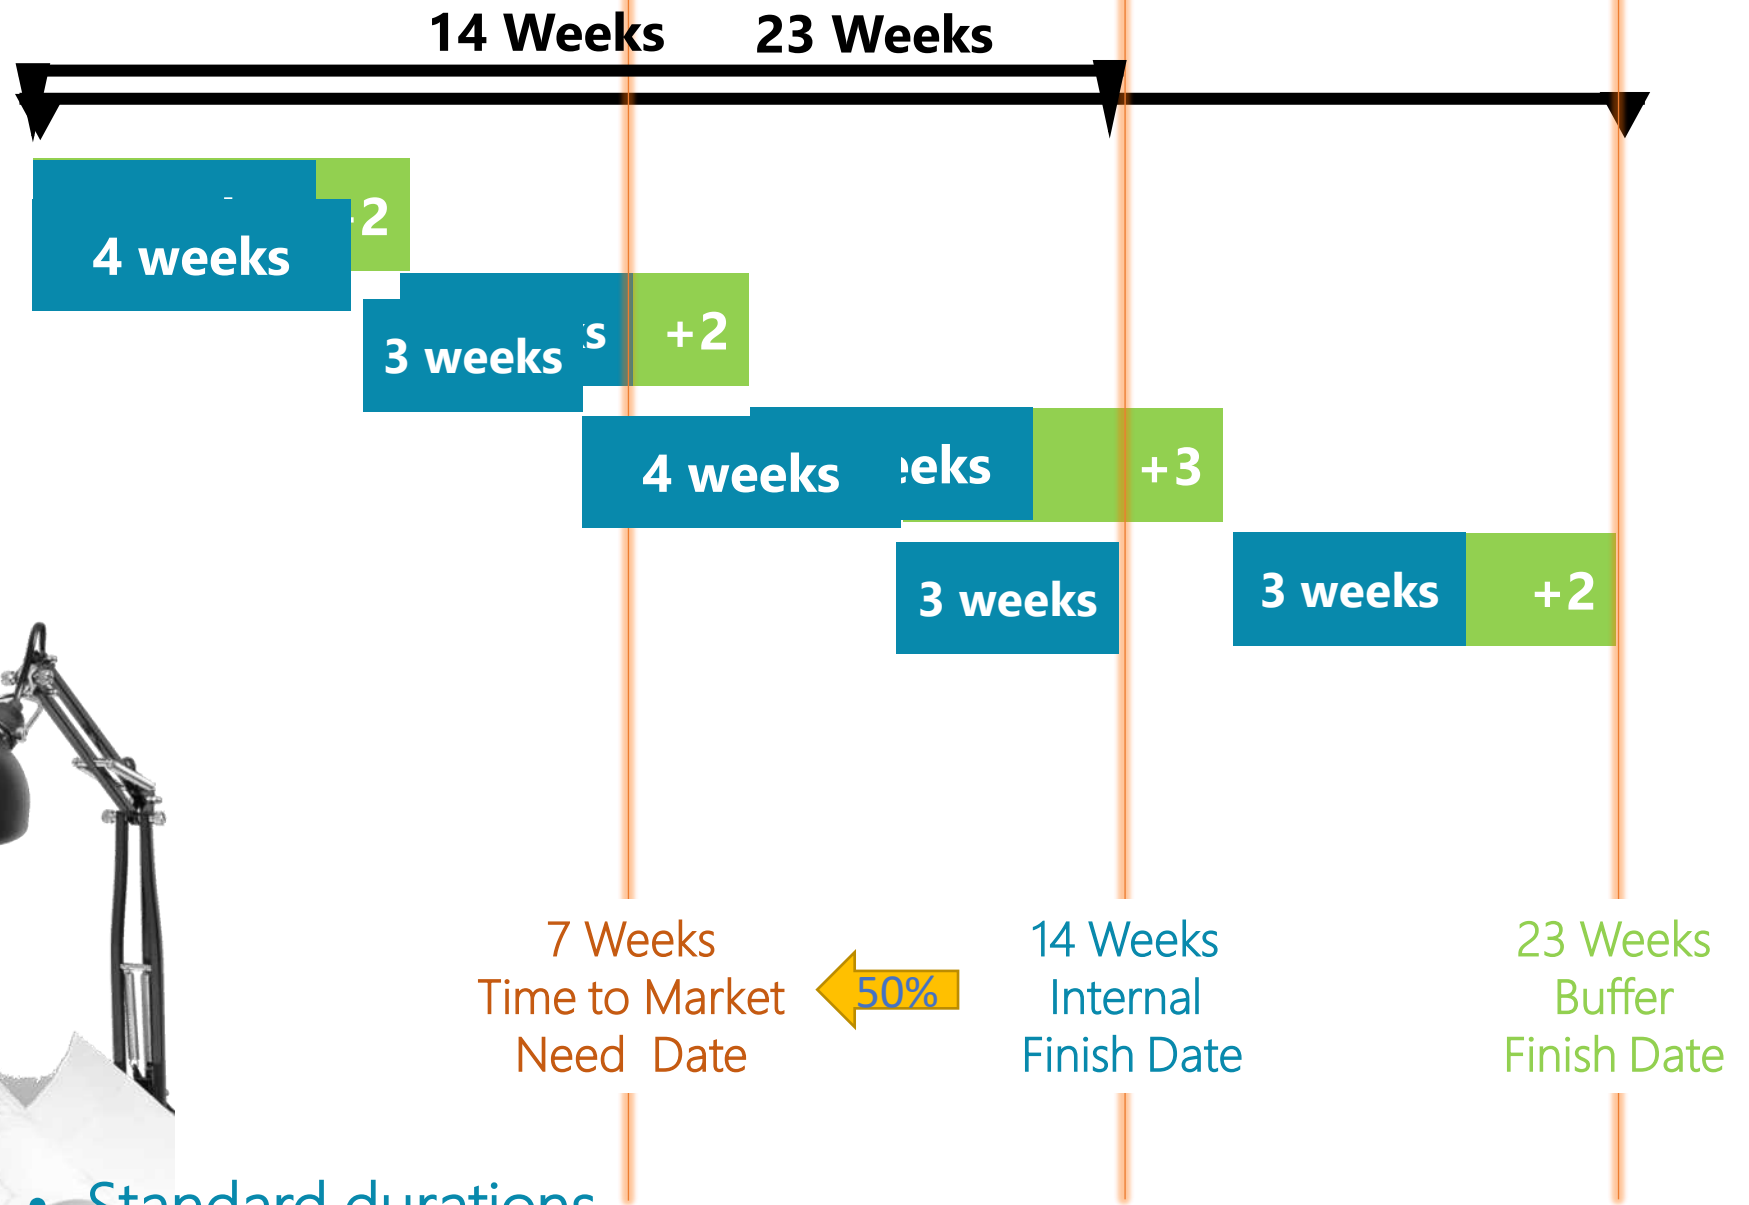 14 Weeks
23 Weeks
+2
4 weeks
+2
3 weeks
+3
4 weeks
3 weeks
3 weeks
+2
7 Weeks
Time to Market
Need Date
50%
14 Weeks
Internal
Finish Date
23 Weeks
Buffer
Finish Date
• Standard durations